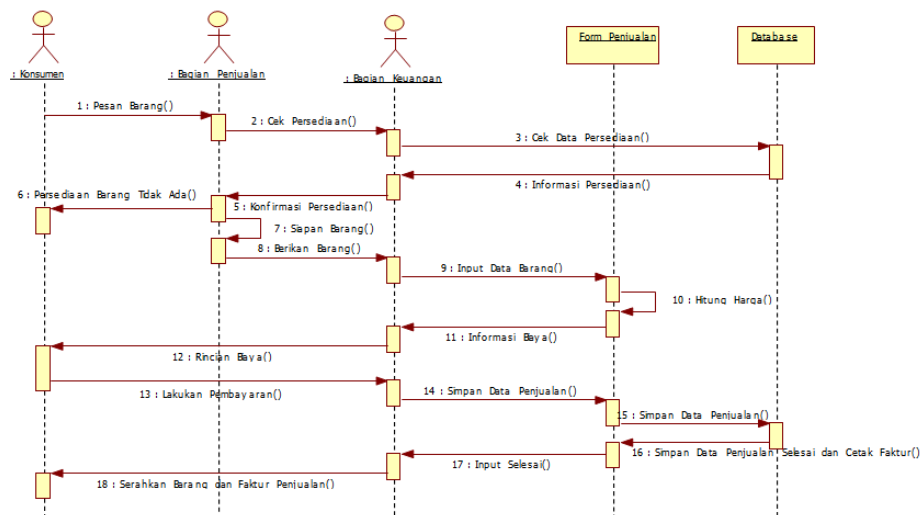 : Konsumen
: Bagian Penjualan
: Bagian Keuangan
Form Penjualan
Database
1 : Pesan Barang()
2 : Cek Persediaan()
3 : Cek Data Persediaan()
4 : Informasi Persediaan()
5 : Konfirmasi Persediaan()
6 : Persediaan Barang Tidak Ada()
7 : Siapan Barang()
8 : Berikan Barang()
9 : Input Data Barang()
10 : Hitung Harga()
11 : Informasi Biaya()
12 : Rincian Biaya()
13 : Lakukan Pembayaran()
14 : Simpan Data Penjualan()
15 : Simpan Data Penjualan()
16 : Simpan Data Penjualan Selesai dan Cetak Faktur()
17 : Input Selesai()
18 : Serahkan Barang dan Faktur Penjualan()